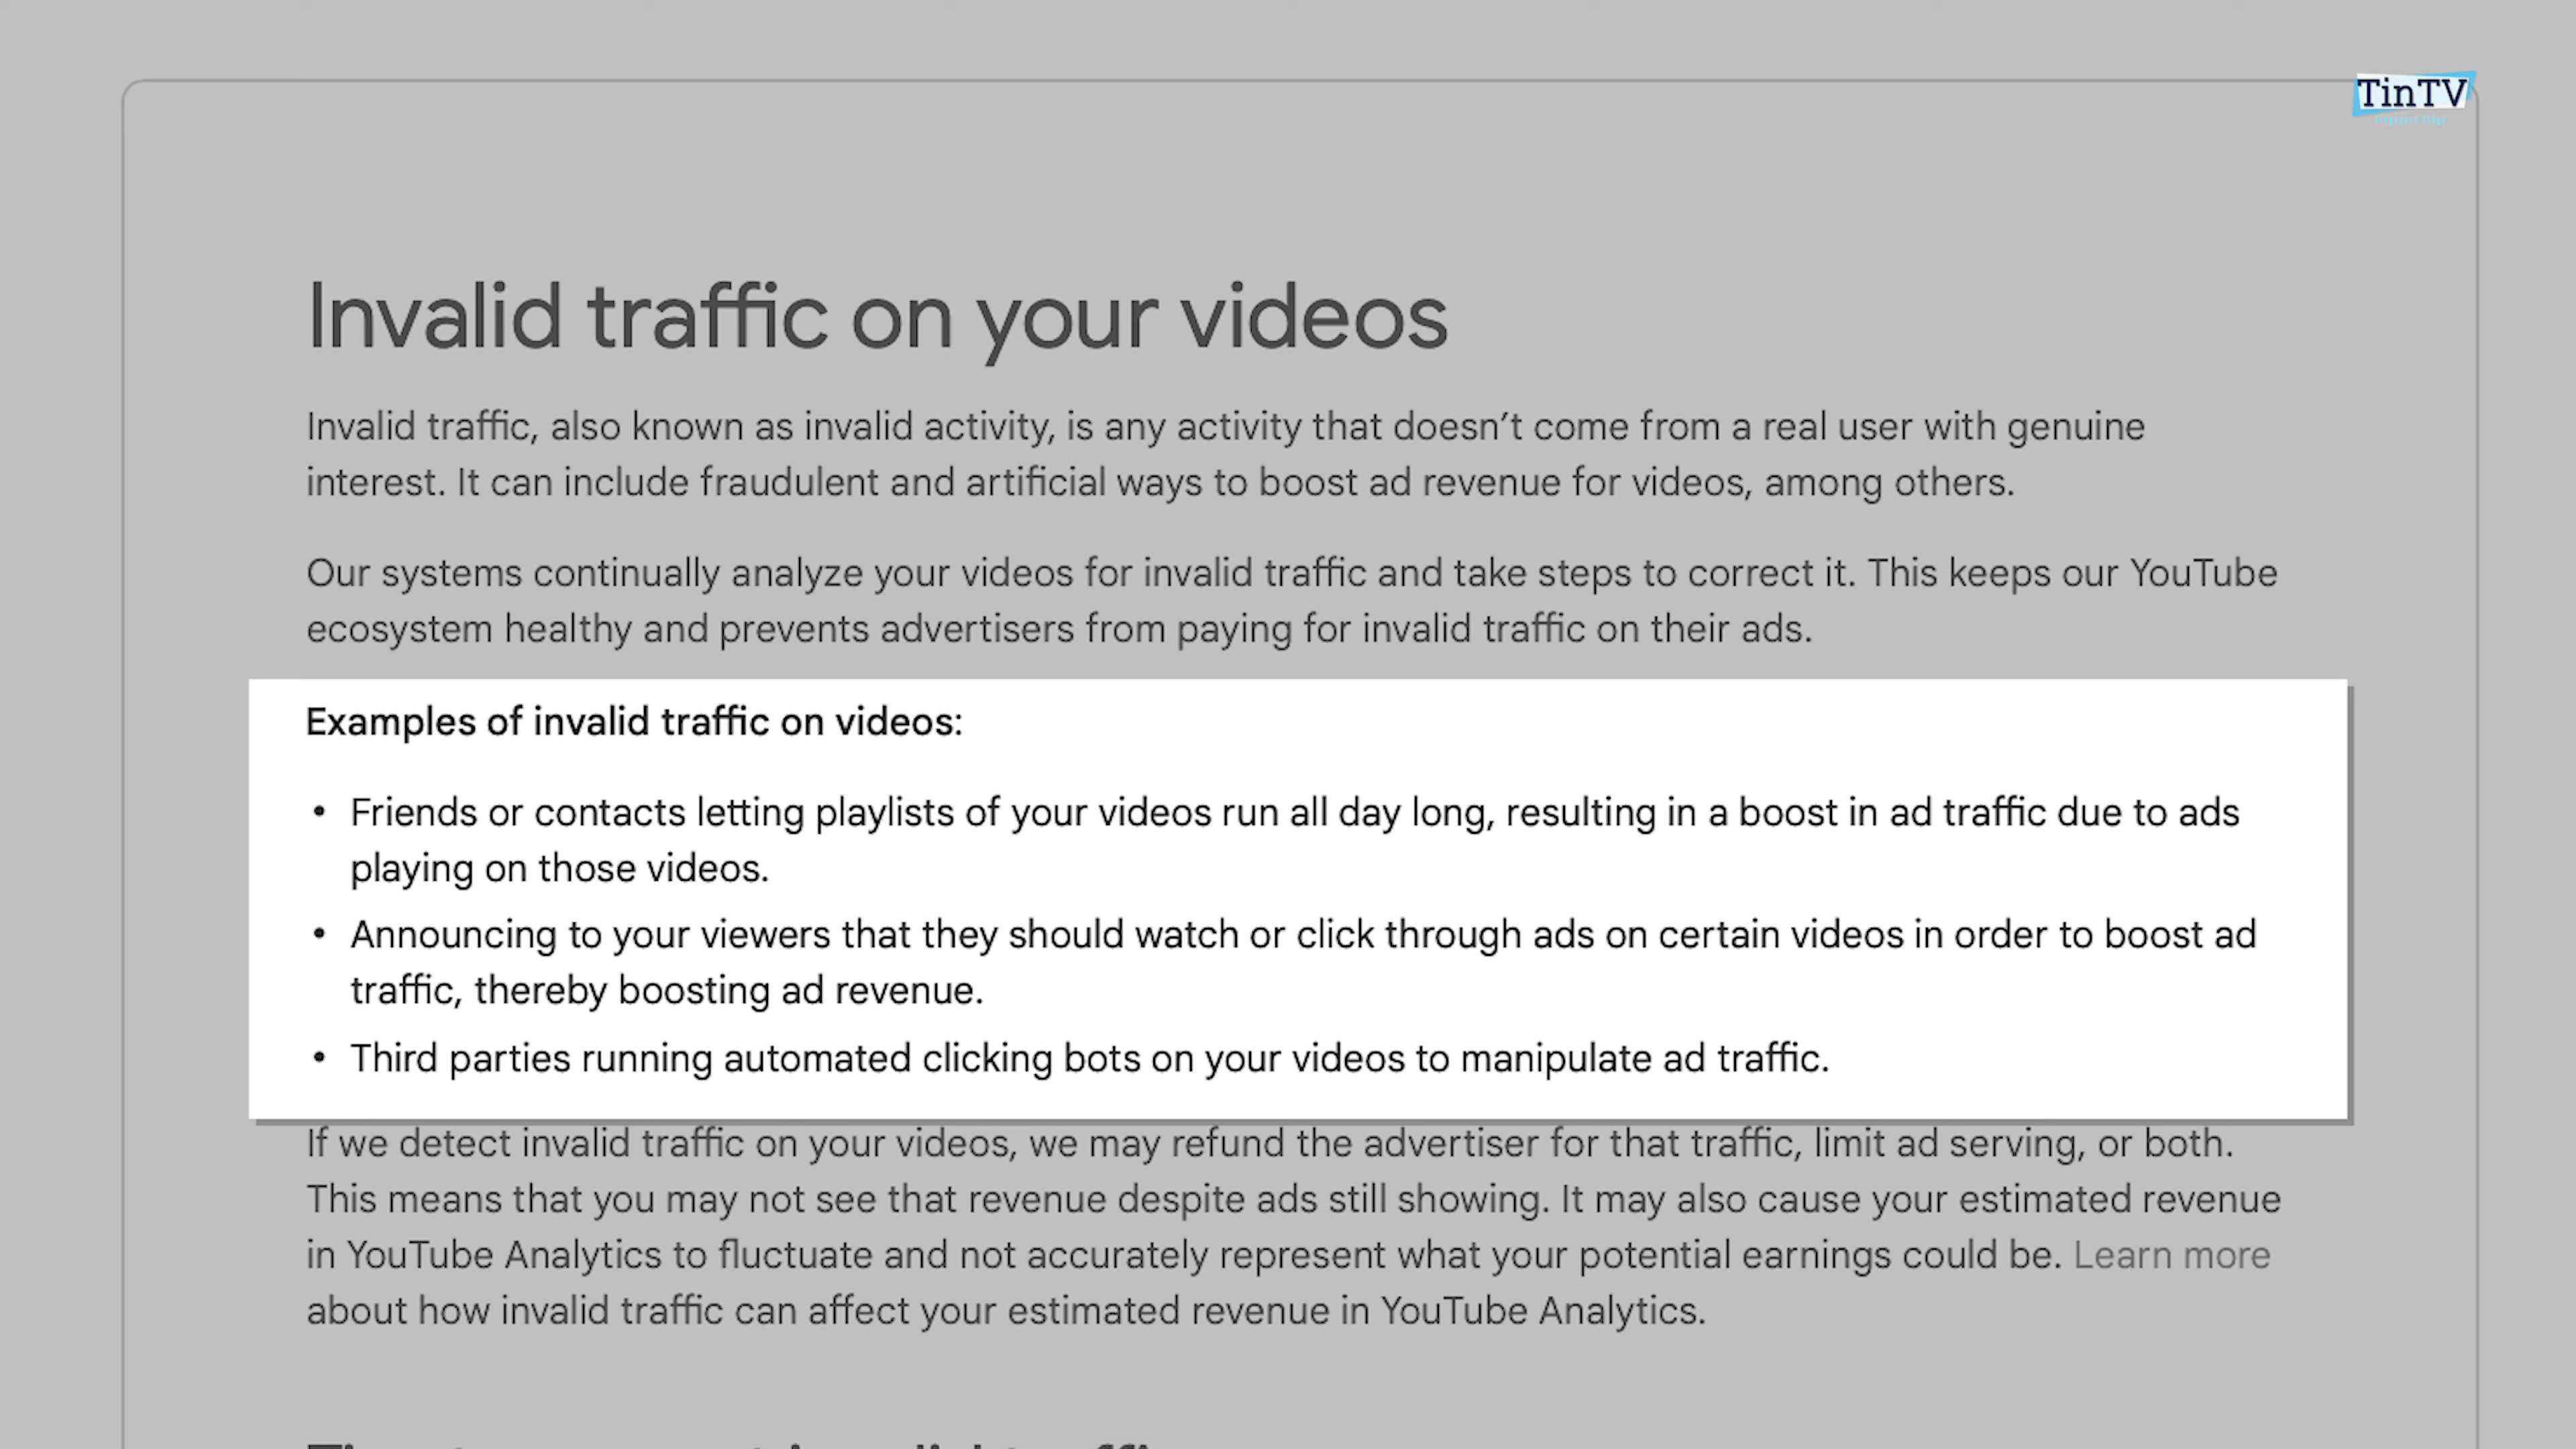 TinTV
Invalid traffic on your videos
Invalid traffic, also known as invalid activity, is any activity that doesn’t come from a real user with genuine
interest. It can include fraudulent and artificial ways to boost ad revenue for videos, among others.
Our systems continually analyze your videos for invalid traffic and take steps to correct it. This keeps our YouTube
ecosystem healthy and prevents advertisers from paying for invalid traffic on their ads.
Examples of invalid traffic on videos:
• Friends or contacts letting playlists of your videos run all day long, resulting in a boost in ad traffic due to ads
playing on those videos.
• Announcing to your viewers that they should watch or click through ads on certain videos in order to boost ad
traffic, thereby boosting ad revenue.
• Third parties running automated clicking bots on your videos to manipulate ad traffic.
If we detect invalid traffic on your videos, we may refund the advertiser for that traffic, limit ad serving, or both.
This means that you may not see that revenue despite ads still showing. It may also cause your estimated revenue
in YouTube Analytics to fluctuate and not accurately represent what your potential earnings could be. Learn more
about how invalid traffic can affect your estimated revenue in YouTube Analytics.